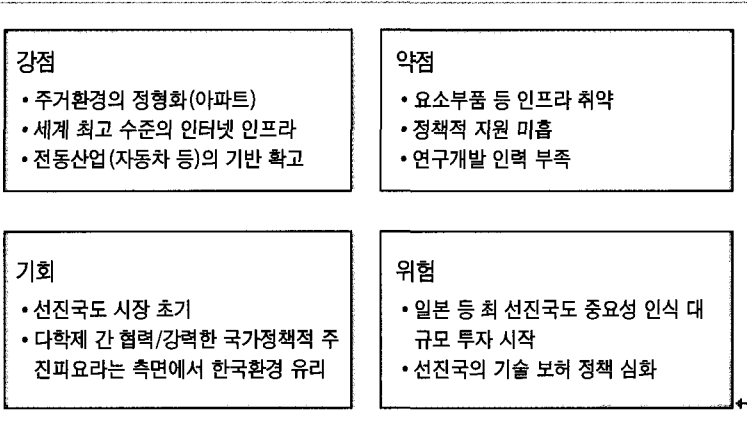 강점
• 주거환경의 정형화(아파트)
• 세계 최고 수준의 인터넷 인프라
• 전동산업(자동차 등)의 기반 확고
약점
• 요소부품 등 인프라 취약
• 정책적 지원 미흡
• 연구개발 인력 부족
기회
• 선진국도 시장 초기
• 다학제 간 협력/강력한 국가정책적 주
진피요라는 측면에서 한국환경 유리
위험
• 일본 등 최 선진국도 중요성 인식 대
규모 투자 시작
• 선진국의 기술 보허 정책 심화